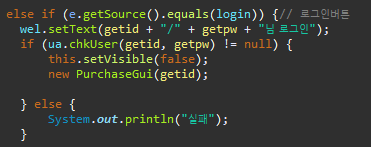 else if (e.getSource().equals(login)) {// 로그인버튼
wel.setText(getid + "/" + getpw + "님 로그인");
if (ua.chkUser(getid, getpw) != null) {
this.setVisible(false);
new PurchaseGui(getid);
} else {
System.out.println("실패");
}